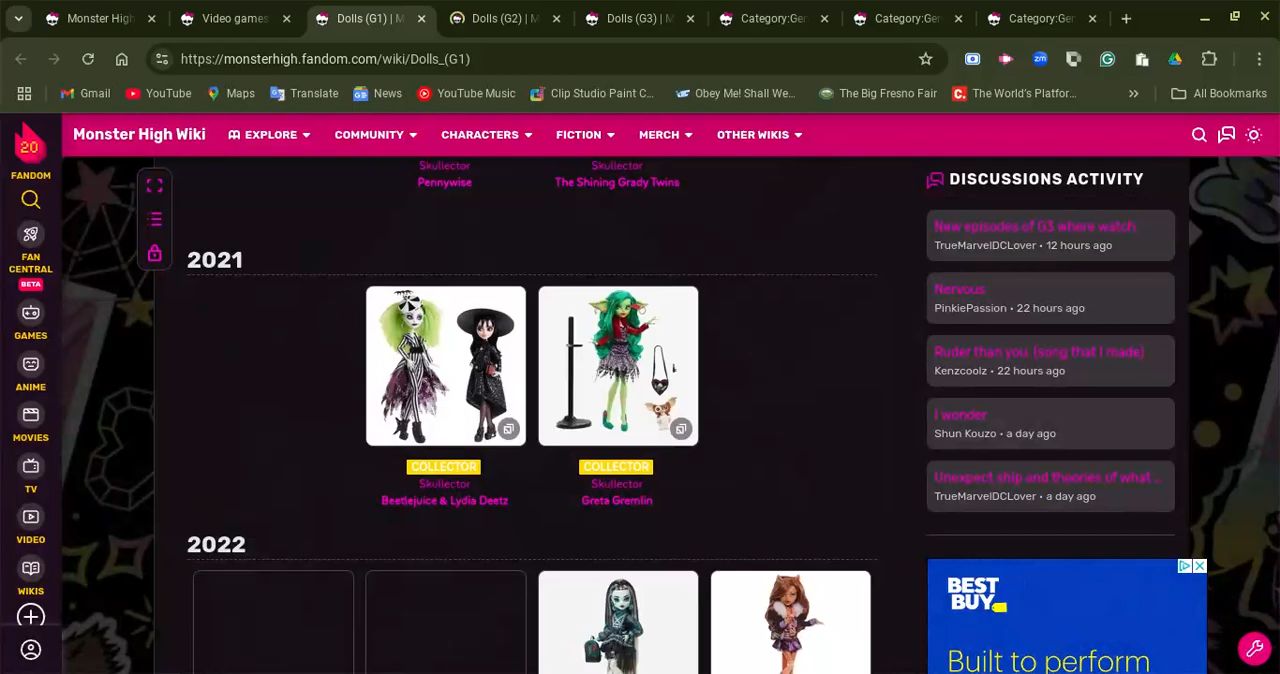 Monster High
Video games
Dolls (G1) | M
Dolls (G2) | M
Dolls (G3) | M
Category:Ger
Category:Ger
Category:Ger
https://monsterhigh.fandom.com/wiki/Dolls_(G1)
Gmail
YouTube
Maps
Translate
News
YouTube Music
Clip Studio Paint C...
Obey Me! Shall We...
The Big Fresno Fair
The World's Platfor...
»
All Bookmarks
20
FANDOM
FAN
CENTRAL
BETA
GAMES
ANIME
MOVIES
TV
VIDEO
WIKIS
Monster High Wiki
EXPLORE
COMMUNITY
CHARACTERS
FICTION
MERCH
OTHER WIKIS
Skullector
Pennywise
Skullector
The Shining Grady Twins
2021
COLLECTOR
Skullector
Beetlejuice & Lydia Deetz
COLLECTOR
Skullector
Greta Gremlin
2022
DISCUSSIONS ACTIVITY
New episodes of G3 where watch
TrueMarvelDCLover • 12 hours ago
Nervous
PinkiePassion • 22 hours ago
Ruder than you, (song that I made)
Kenzcoolz • 22 hours ago
I wonder
Shun Kouzo • a day ago
Unexpect ship and theories of what ...
TrueMarvelDCLover • a day ago
BEST
BUY
Built to perform